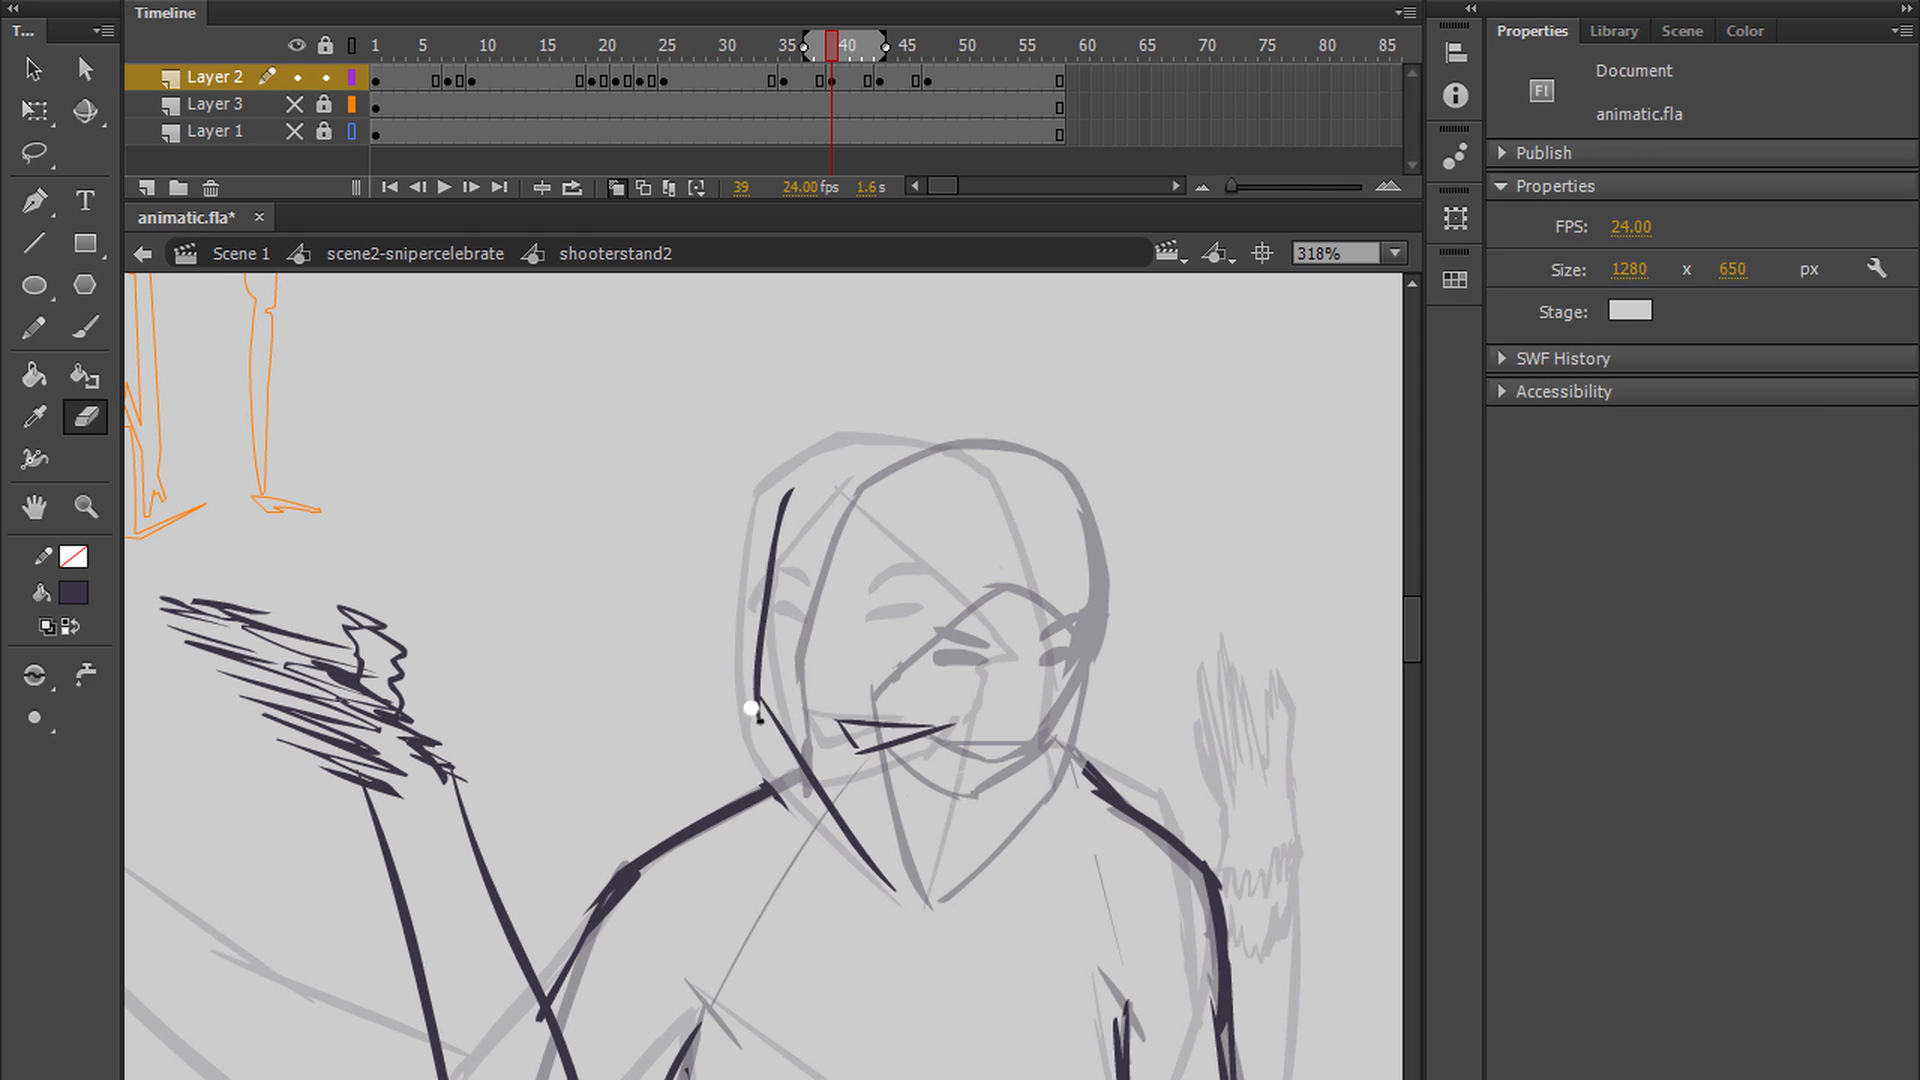 T...
Timeline
1 5 10 15 20 25 30 35 40 45 50 55 60 65 70 75 80 85
Layer 2
Layer 3
Layer 1
39 24.00 fps 1.6 s
animatic.fla*
Scene 1 scene2-snipercelebrate shooterstand2 318%
Properties Library Scene Color
Document
Fl
animatic.fla
Publish
Properties
FPS: 24.00
Size: 1280 x 650 px
Stage:
SWF History
Accessibility
T